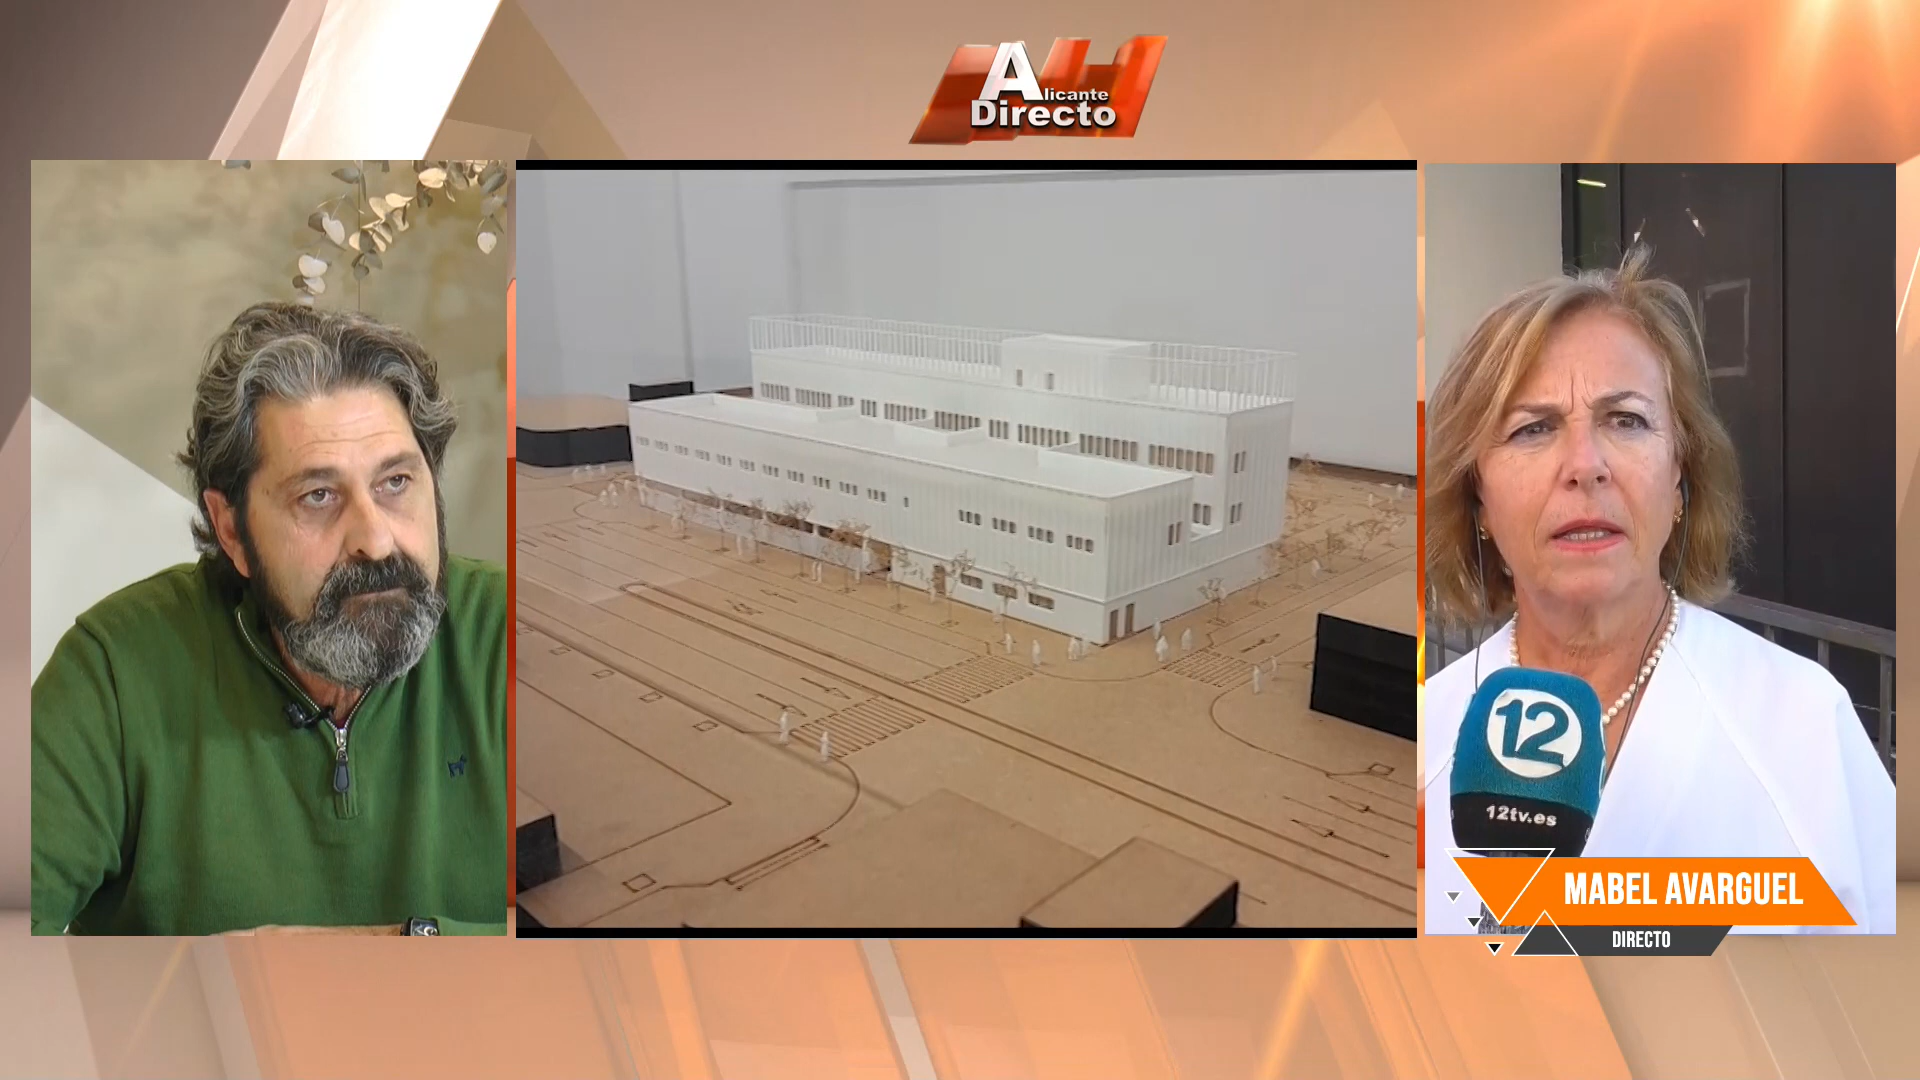 Alicante
Directo
12
12tv.es
MABEL AVARGUEL
DIRECTO